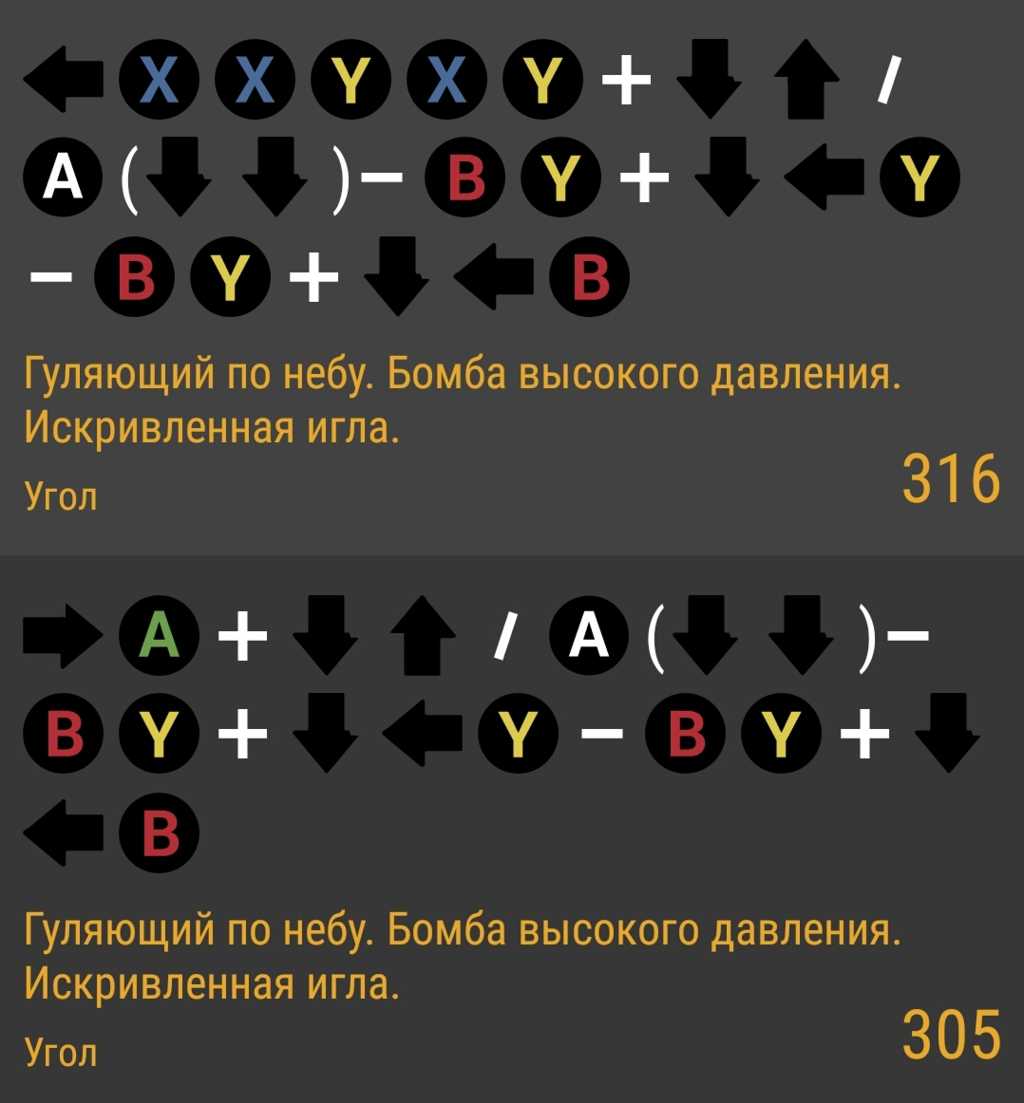 ← X X Y X Y + ↓ ↑ /
A (↓ ↓ )− B Y + ↓ ← Y
− B Y + ↓ ← B
Гуляющий по небу. Бомба высокого давления.
Искривленная игла.
Угол
316
→ A + ↓ ↑ / A (↓ ↓ )−
B Y + ↓ ← Y − B Y + ↓
← B
Гуляющий по небу. Бомба высокого давления.
Искривленная игла.
Угол
305